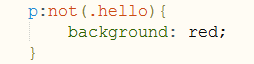 p:not(.hello){
    background: red;
}